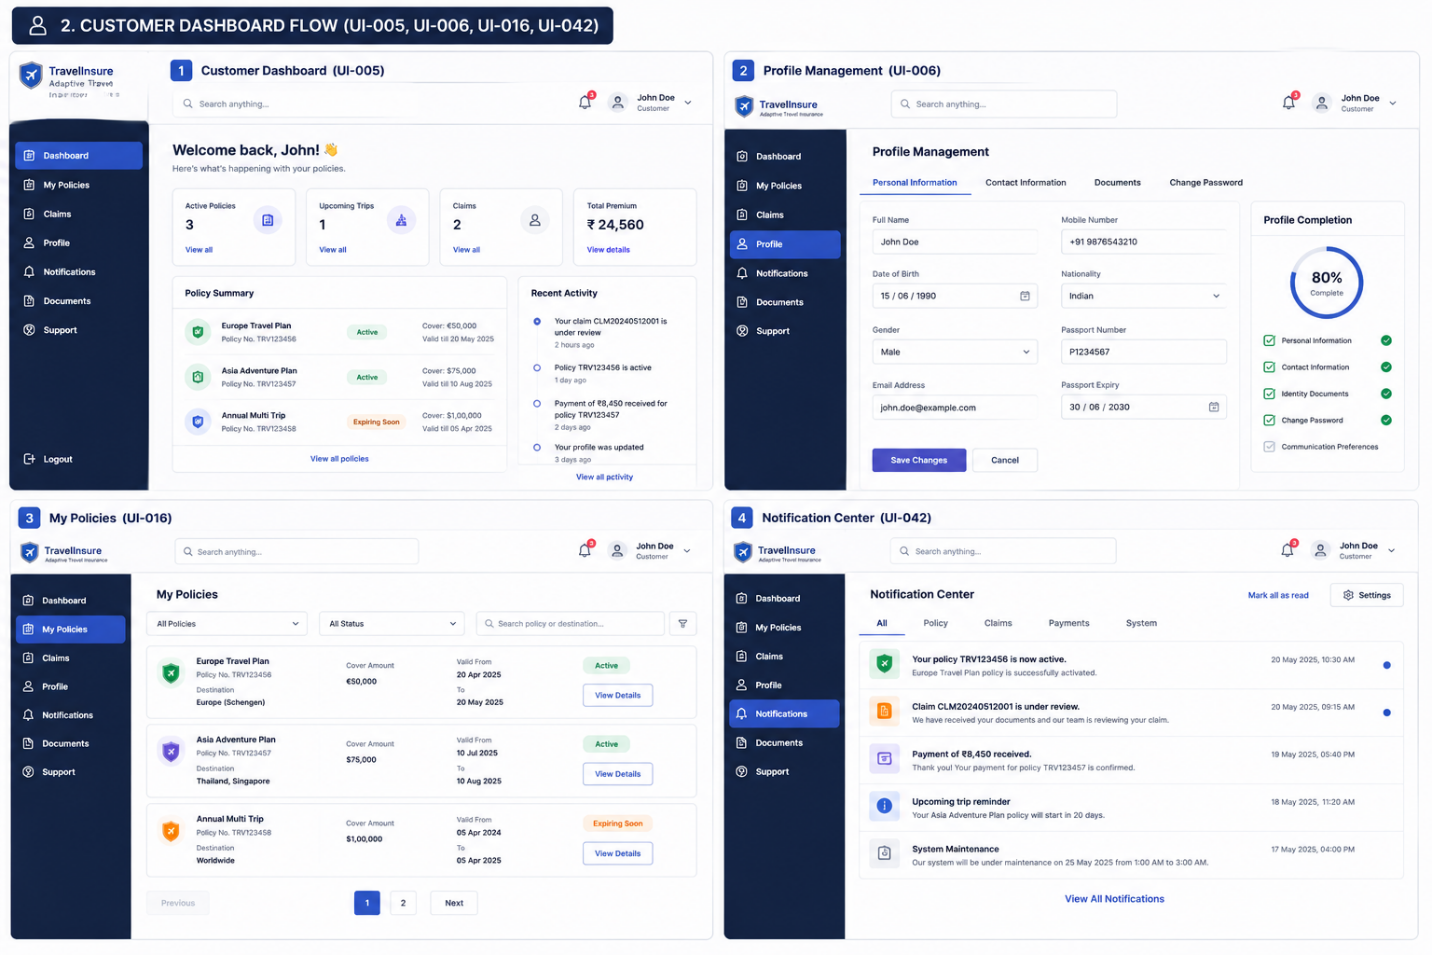 2. CUSTOMER DASHBOARD FLOW (UI-005, UI-006, UI-016, UI-042)
TravelInsure
Adaptive Travel
1 Customer Dashboard (UI-005)
Search anything...
3
John Doe
Customer
Dashboard
My Policies
Claims
Profile
Notifications
Documents
Support
Logout
Welcome back, John! 👋
Here's what's happening with your policies.
Active Policies
3
View all
Upcoming Trips
1
View all
Claims
2
View all
Total Premium
₹ 24,560
View details
Policy Summary
Europe Travel Plan
Policy No. TRV123456
Active
Cover: €50,000
Valid till 20 May 2025
Asia Adventure Plan
Policy No. TRV123457
Active
Cover: $75,000
Valid till 10 Aug 2025
Annual Multi Trip
Policy No. TRV123458
Expiring Soon
Cover: $1,00,000
Valid till 05 Apr 2025
View all policies
Recent Activity
Your claim CLM20240512001 is
under review
2 hours ago
Policy TRV123456 is active
1 day ago
Payment of ₹8,450 received for
policy TRV123457
2 days ago
Your profile was updated
3 days ago
View all activity
2 Profile Management (UI-006)
TravelInsure
Adaptive Travel Insurance
Search anything...
3
John Doe
Customer
Dashboard
My Policies
Claims
Profile
Notifications
Documents
Support
Profile Management
Personal Information
Contact Information
Documents
Change Password
Full Name
John Doe
Mobile Number
+91 9876543210
Date of Birth
15 / 06 / 1990
Nationality
Indian
Gender
Male
Passport Number
P1234567
Email Address
john.doe@example.com
Passport Expiry
30 / 06 / 2030
Save Changes
Cancel
Profile Completion
80%
Complete
Personal Information
Contact Information
Identity Documents
Change Password
Communication Preferences
3 My Policies (UI-016)
TravelInsure
Adaptive Travel Insurance
Search anything...
3
John Doe
Customer
Dashboard
My Policies
Claims
Profile
Notifications
Documents
Support
My Policies
All Policies
All Status
Search policy or destination...
Europe Travel Plan
Policy No. TRV123456
Destination
Europe (Schengen)
Cover Amount
€50,000
Valid From
20 Apr 2025
To
20 May 2025
Active
View Details
Asia Adventure Plan
Policy No. TRV123457
Destination
Thailand, Singapore
Cover Amount
$75,000
Valid From
10 Jul 2025
To
10 Aug 2025
Active
View Details
Annual Multi Trip
Policy No. TRV123458
Destination
Worldwide
Cover Amount
$1,00,000
Valid From
05 Apr 2024
To
05 Apr 2025
Expiring Soon
View Details
Previous
1
2
Next
4 Notification Center (UI-042)
TravelInsure
Adaptive Travel Insurance
Search anything...
3
John Doe
Customer
Dashboard
My Policies
Claims
Profile
Notifications
Documents
Support
Notification Center
Mark all as read
Settings
All
Policy
Claims
Payments
System
Your policy TRV123456 is now active.
Europe Travel Plan policy is successfully activated.
20 May 2025, 10:30 AM
Claim CLM20240512001 is under review.
We have received your documents and our team is reviewing your claim.
20 May 2025, 09:15 AM
Payment of ₹8,450 received.
Thank you! Your payment for policy TRV123457 is confirmed.
19 May 2025, 05:40 PM
Upcoming trip reminder
Your Asia Adventure Plan policy will start in 20 days.
18 May 2025, 11:20 AM
System Maintenance
Our system will be under maintenance on 25 May 2025 from 1:00 AM to 3:00 AM.
17 May 2025, 04:00 PM
View All Notifications